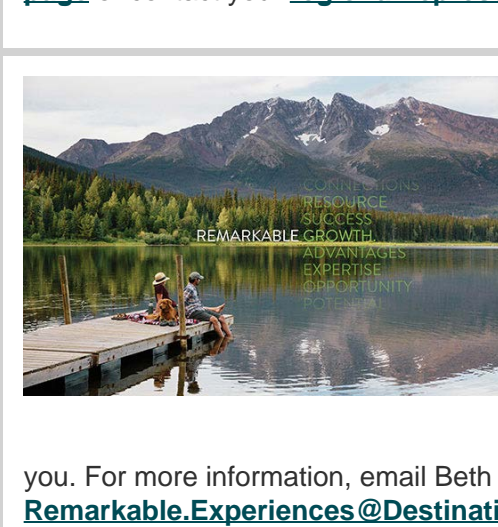 CONNECTIONS
RESOURCE
SUCCESS
REMARKABLE GROWTH.
ADVANTAGES
EXPERTISE
OPPORTUNITY
POTENTIAL
you. For more information, email Beth
Remarkable.Experiences@Destinati